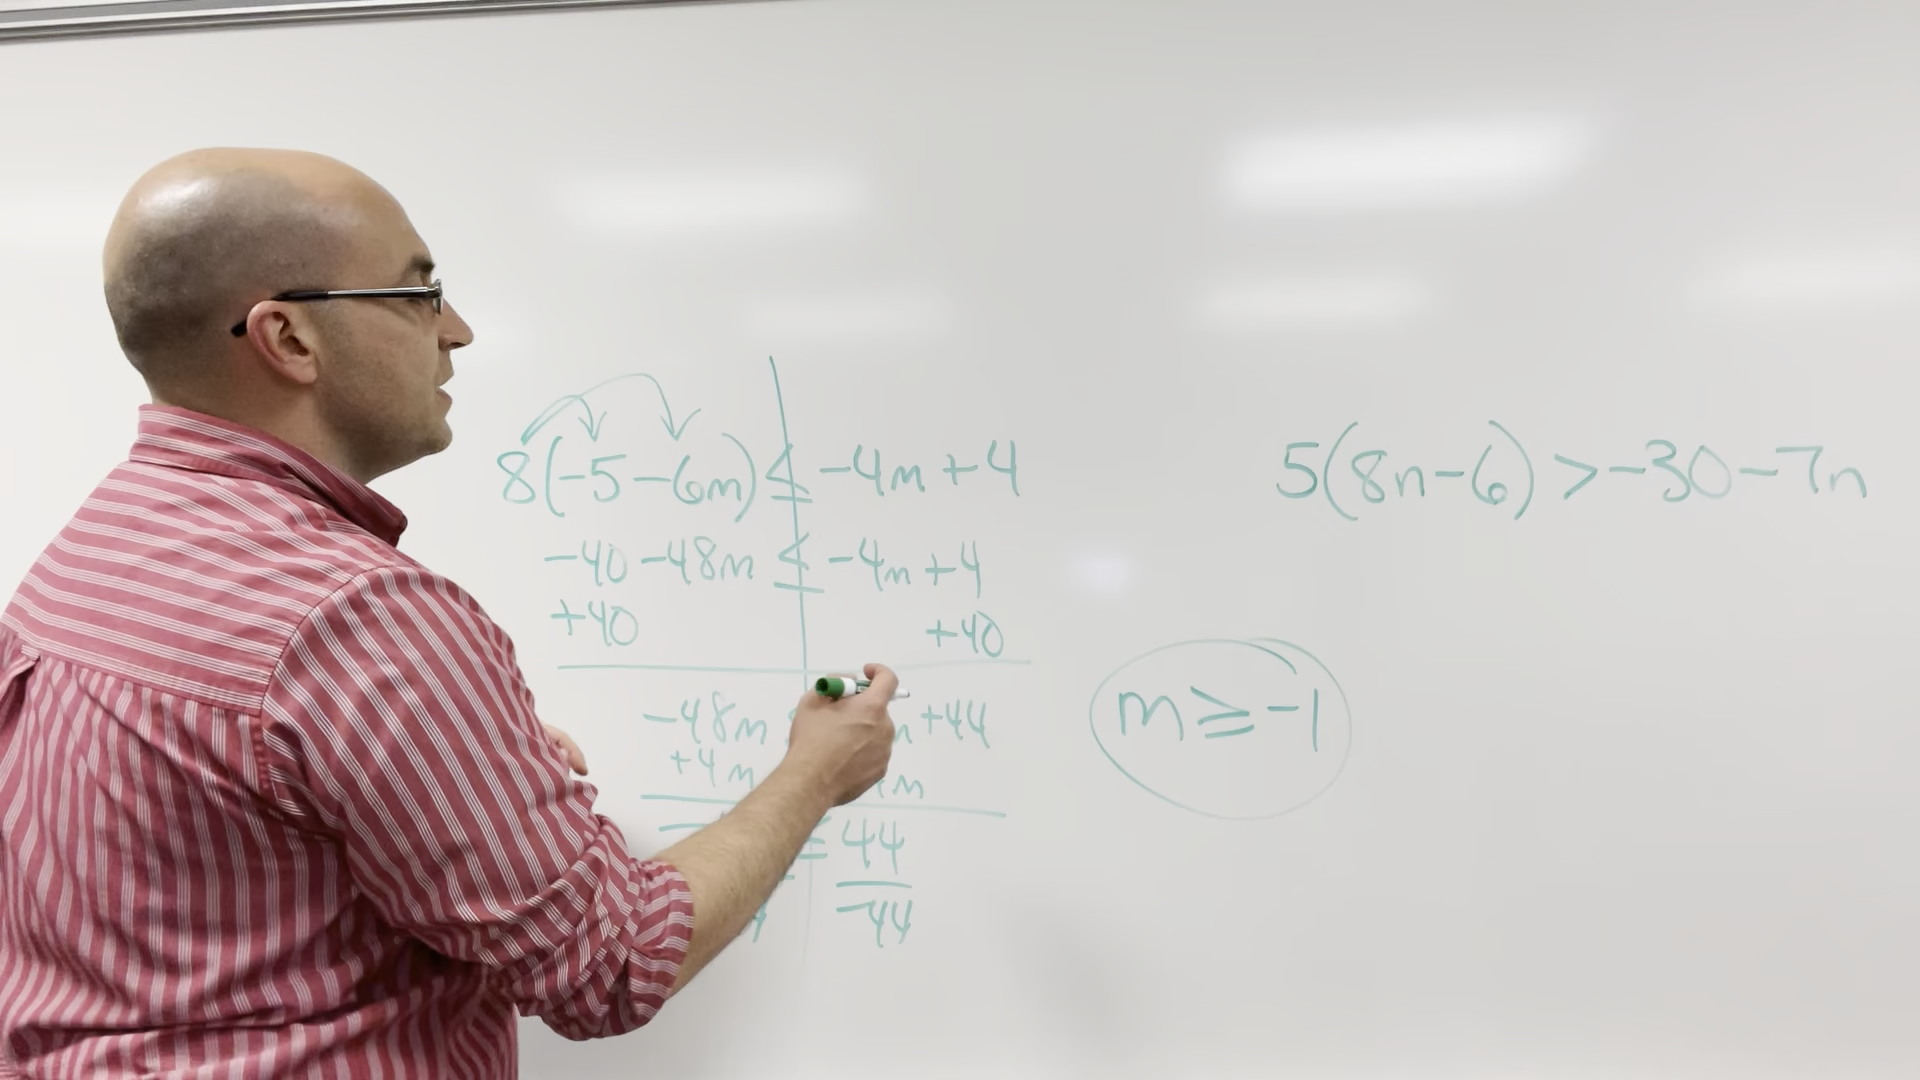 8(-5-6m) ≤ -4m+4
-40-48m ≤ -4m+4
+40 +40
-48m +44
+4m m
44
-44
m ≥ -1
5(8n-6) > -30-7n